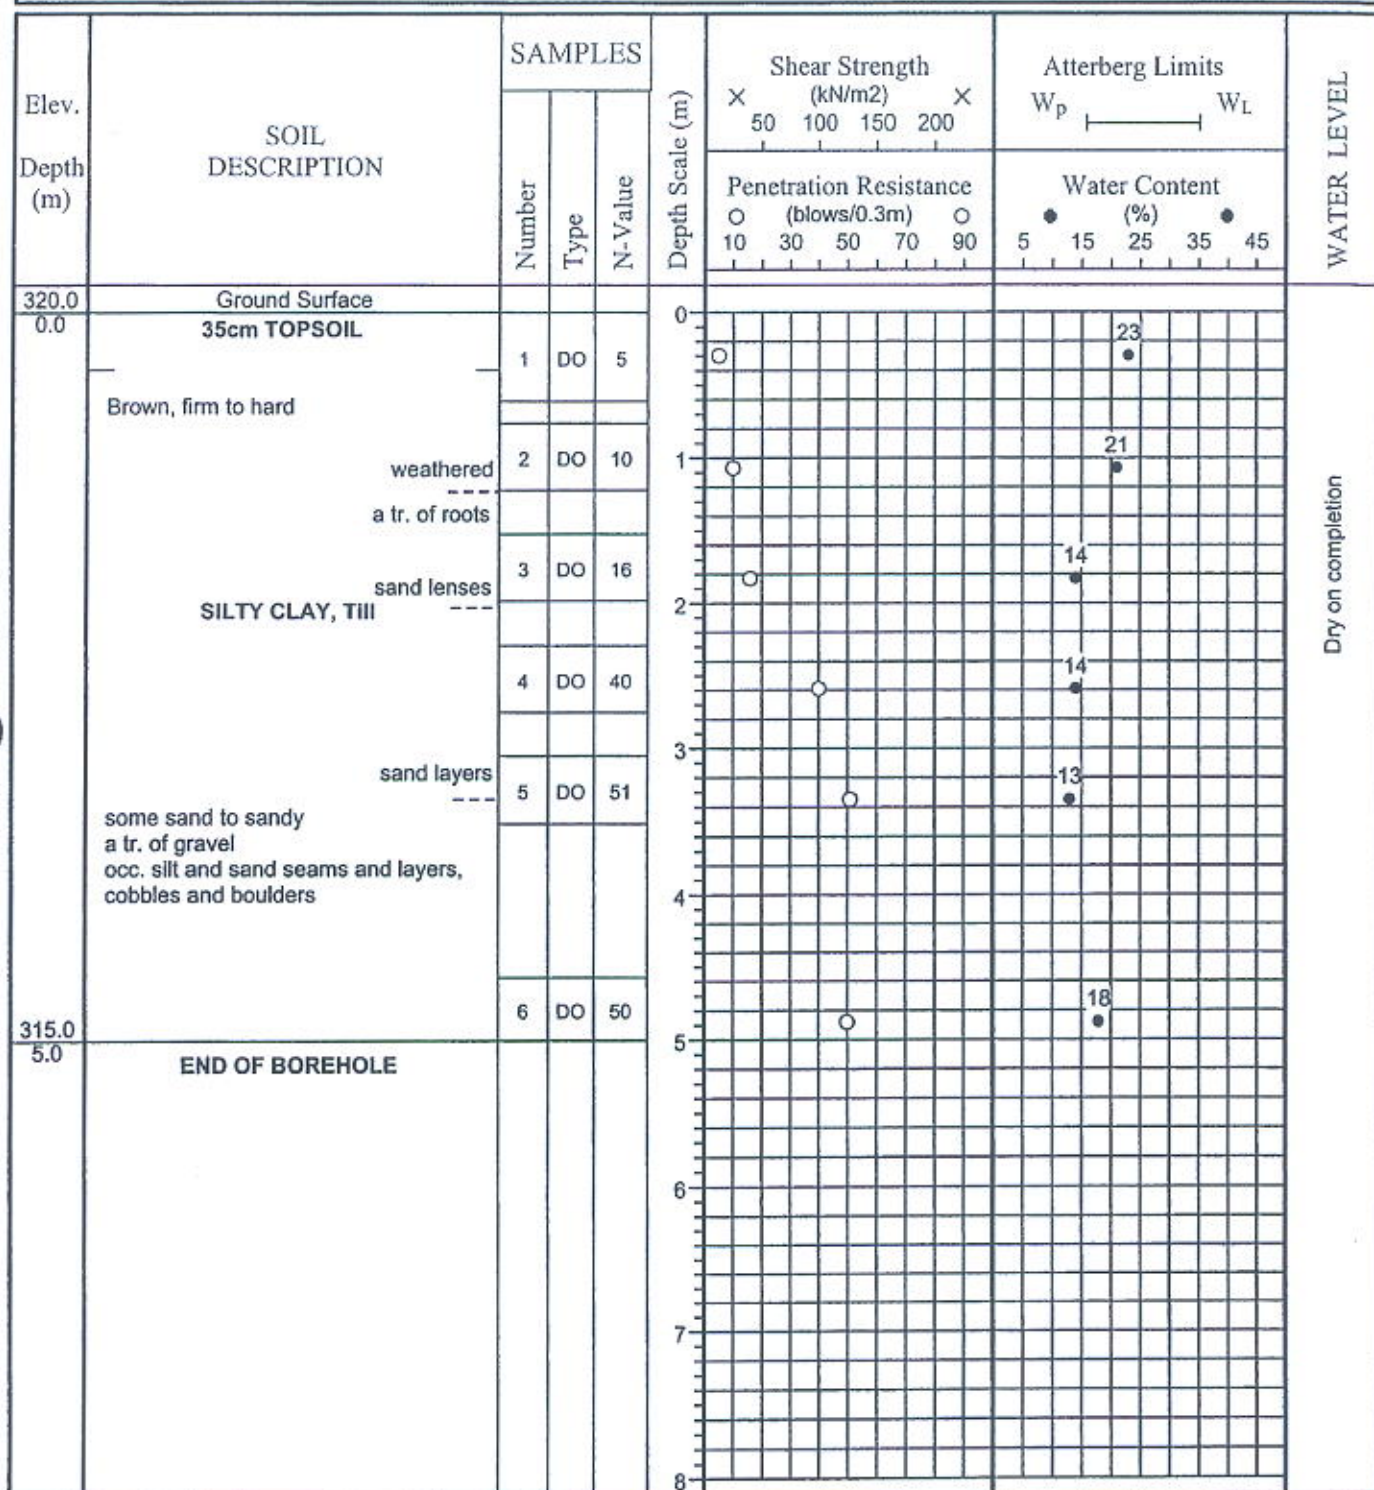 Elev.
Depth
(m)
SOIL
DESCRIPTION
SAMPLES
Number
Type
N-Value
Depth Scale (m)
Shear Strength
× (kN/m2) ×
50 100 150 200
Penetration Resistance
(blows/0.3m)
10 30 50 70 90
Atterberg Limits
Wp WL
Water Content
(%)
5 15 25 35 45
WATER LEVEL
320.0 Ground Surface
0.0 35cm TOPSOIL
0
1 DO 5
23
Brown, firm to hard
weathered
2 DO 10
1
21
a tr. of roots
3 DO 16
14
sand lenses
SILTY CLAY, Till
2
Dry on completion
4 DO 40
14
3
sand layers
5 DO 51
13
some sand to sandy
a tr. of gravel
occ. silt and sand seams and layers,
cobbles and boulders
4
6 DO 50
18
315.0
5.0
5
END OF BOREHOLE
6
7
8